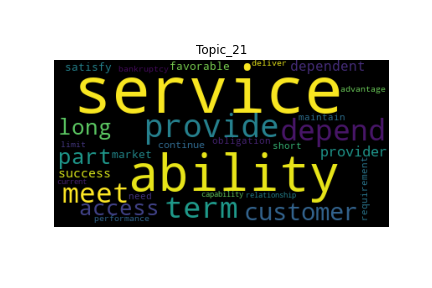 Topic_21
satisfy bankruptcy favorable deliver dependent
service advantage
long provide maintain depend
limit continue obligation short
part market provider
success ability
current meet need capability relationship requirement
access term customer
performance